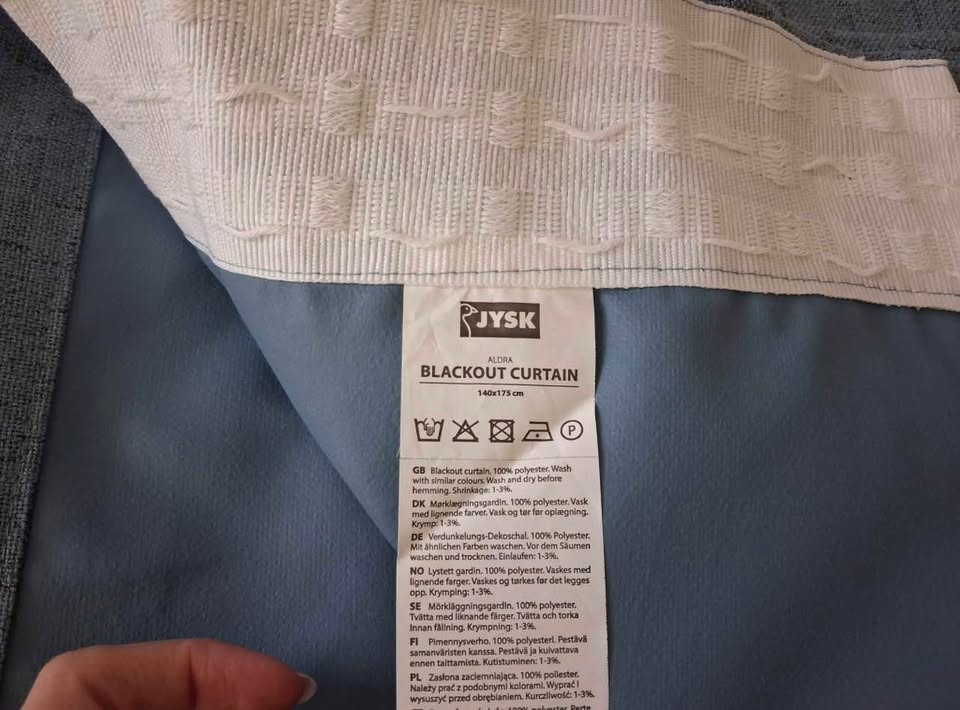 JYSK
ALDRA
BLACKOUT CURTAIN
140x175 cm
P
GB Blackout curtain. 100% polyester. Wash
with similar colours. Wash and dry before
hemming. Shrinkage: 1-3%.
DK Mørklægningsgardin. 100% polyester. Vask
med lignende farver. Vask og tør før oplægning.
Krymp: 1-3%.
DE Verdunkelungs-Dekoschal. 100% Polyester.
Mit ähnlichen Farben waschen. Vor dem Säumen
waschen und trocknen. Einlaufen: 1-3%.
NO Lystett gardin. 100% polyester. Vaskes med
lignende farger. Vaskes og tørkes før det legges
opp. Krymping: 1-3%.
SE Mörkläggningsgardin. 100% polyester.
Tvätta med liknande färger. Tvätta och torka
innan fållning. Krympning: 1-3%.
FI Pimennysverho. 100% polyesteri. Pestävä
samanväristen kanssa. Pestävä ja kuivattava
ennen taittamista. Kutistuminen: 1-3%.
PL Zasłona zaciemniająca. 100% poliester.
Należy prać z podobnymi kolorami. Wyprać i
wysuszyć przed obrębianiem. Kurczliwość: 1-3%.